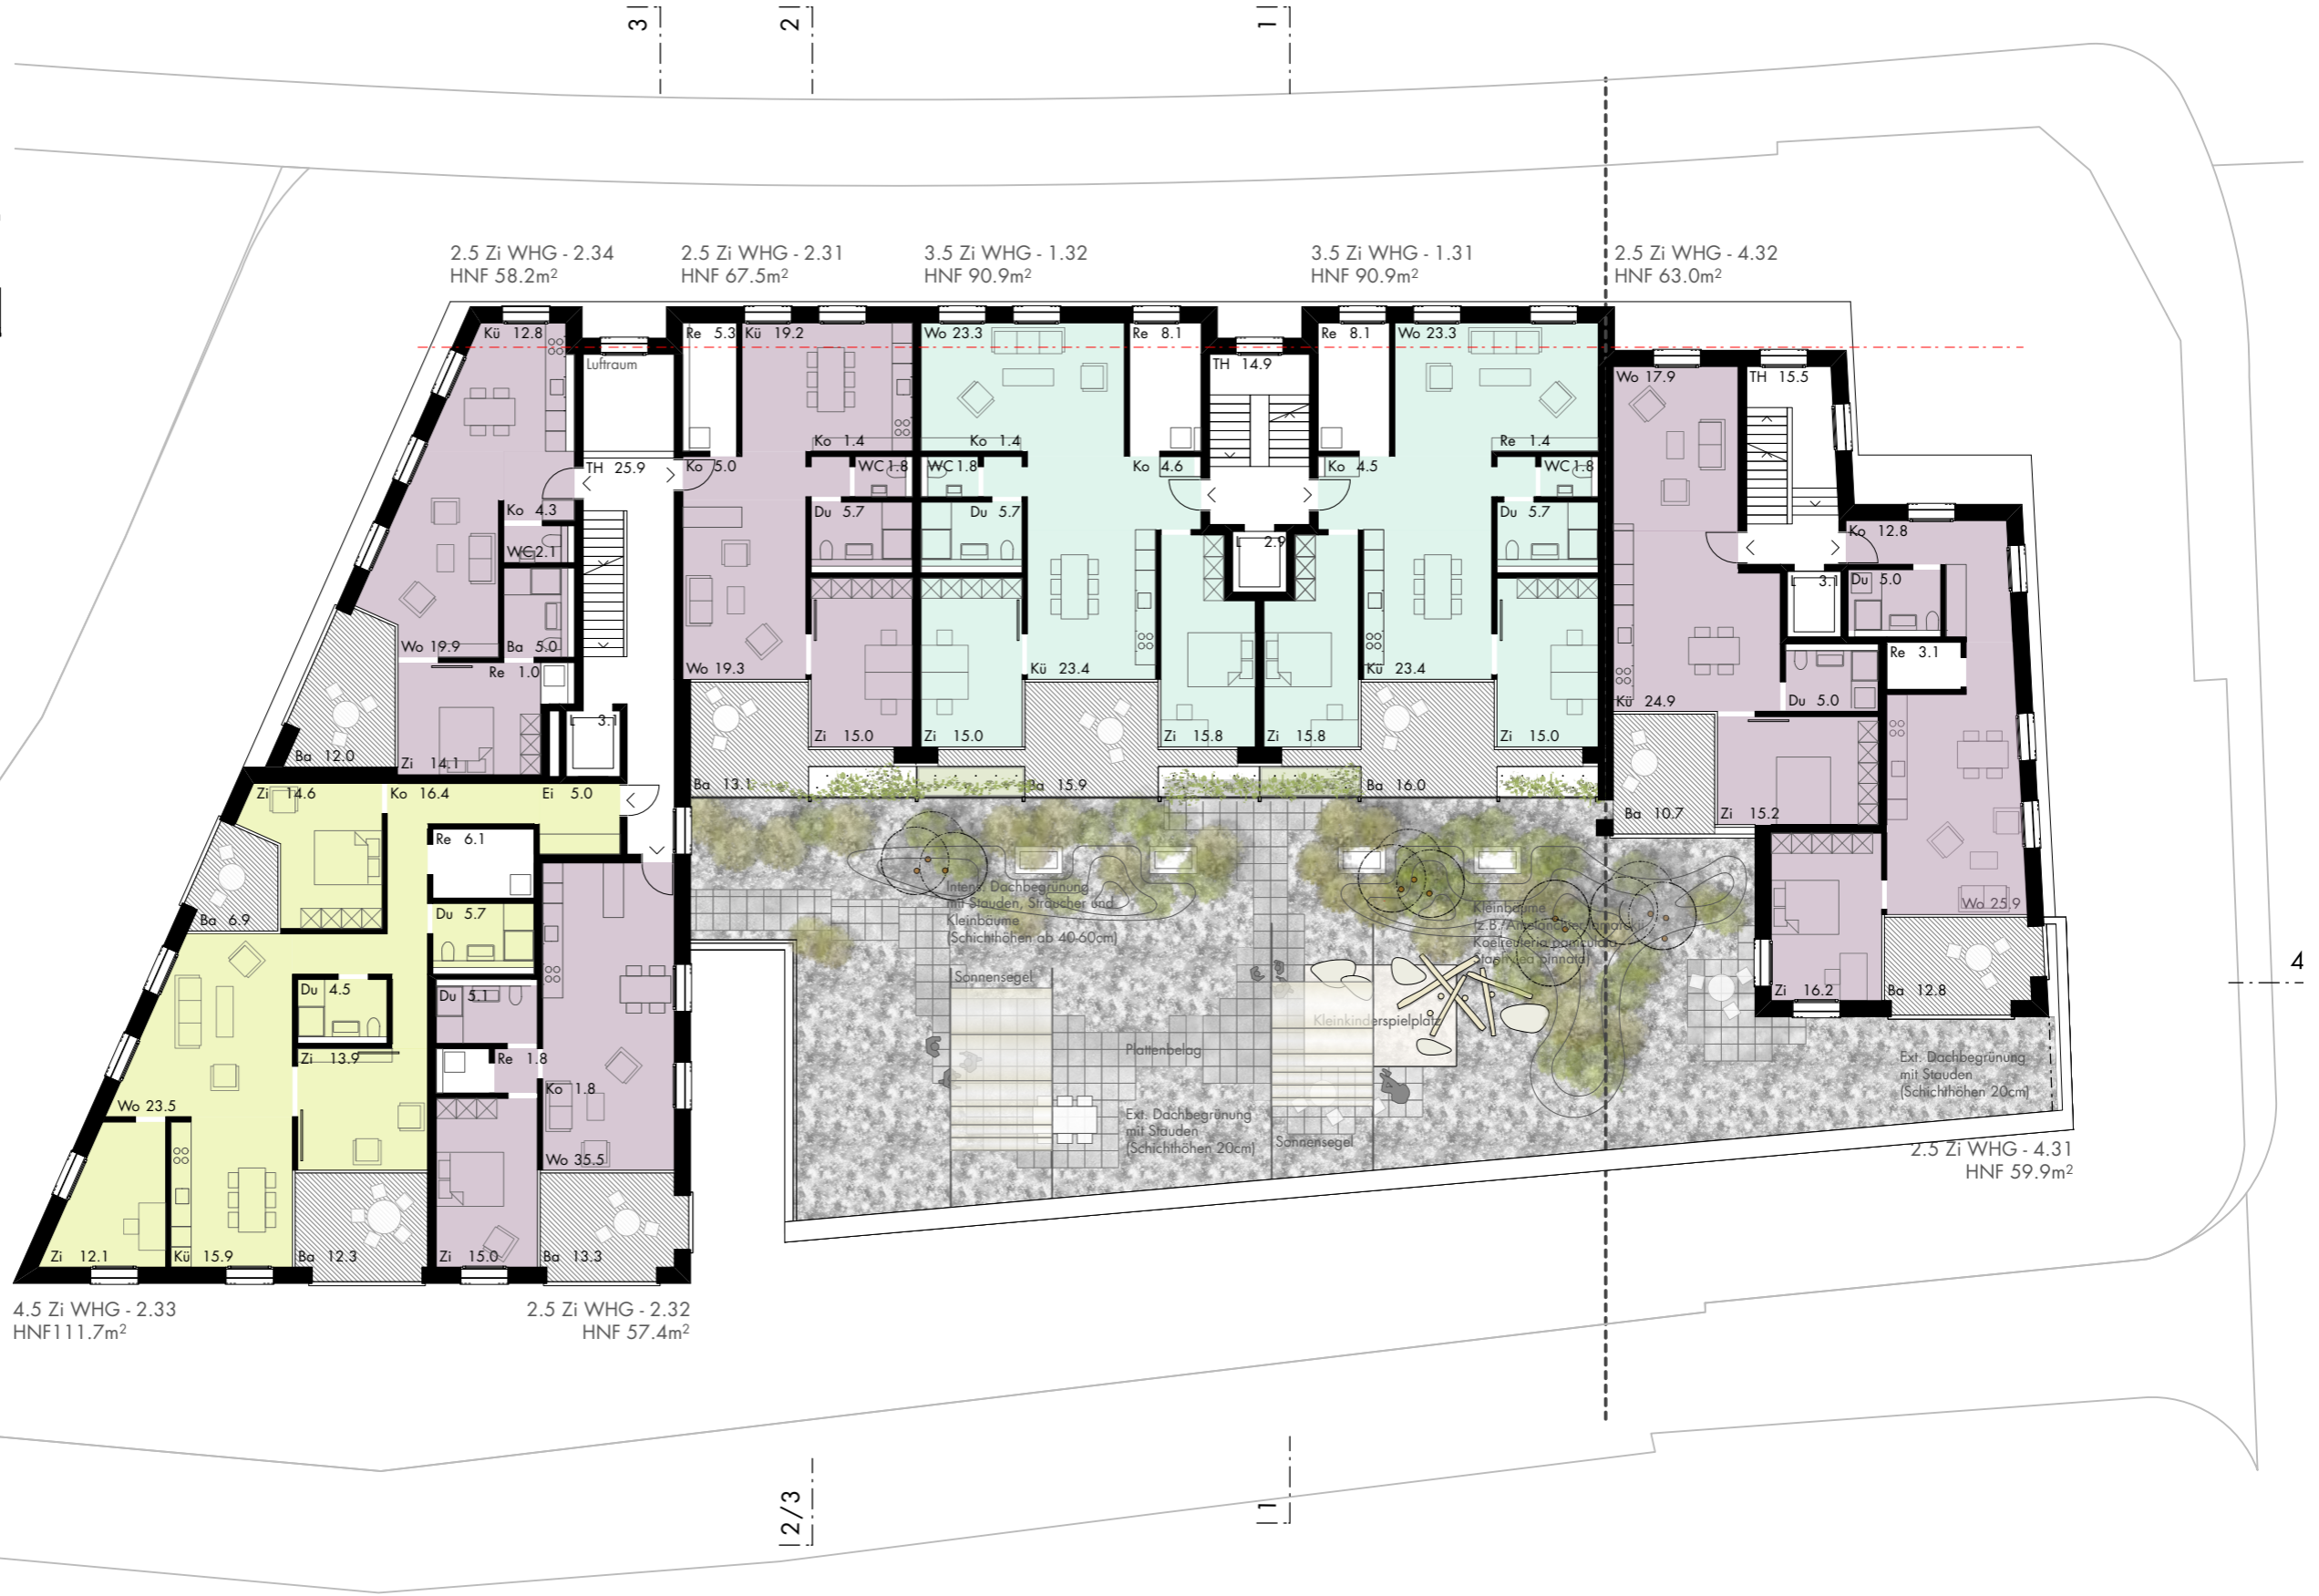 3
2
1
2.5 Zi WHG - 2.34
HNF 58.2m²
2.5 Zi WHG - 2.31
HNF 67.5m²
3.5 Zi WHG - 1.32
HNF 90.9m²
3.5 Zi WHG - 1.31
HNF 90.9m²
2.5 Zi WHG - 4.32
HNF 63.0m²
Kü 12.8
Luftraum
TH 25.9
Ko 4.3
WC 2.1
Wo 19.9
Ba 5.0
Re 1.0
L 3.1
Ba 12.0
Zi 14.1
Re 5.3
Kü 19.2
Ko 1.4
Ko 5.0
WC 1.8
Du 5.7
Wo 19.3
Zi 15.0
Ba 13.1
Wo 23.3
Re 8.1
Ko 1.4
WC 1.8
Ko 4.6
Du 5.7
Kü 23.4
Zi 15.0
Zi 15.8
Ba 15.9
TH 14.9
L 2.9
Re 8.1
Wo 23.3
Re 1.4
Ko 4.5
WC 1.8
Du 5.7
Kü 23.4
Zi 15.8
Zi 15.0
Ba 16.0
Wo 17.9
TH 15.5
L 3.1
Kü 24.9
Du 5.0
Ba 10.7
Zi 15.2
Ko 12.8
Du 5.0
Re 3.1
Wo 25.9
Zi 16.2
Ba 12.8
Zi 14.6
Ko 16.4
Ei 5.0
Re 6.1
Ba 6.9
Du 5.7
Du 4.5
Zi 13.9
Wo 23.5
Zi 12.1
Kü 15.9
Ba 12.3
Du 5.1
Re 1.8
Ko 1.8
Wo 35.5
Zi 15.0
Ba 13.3
Intens. Dachbegrünung
mit Stauden, Sträucher und
Kleinbäume
(Schichthöhen ab 40-60cm)
Kleinbäume
Sonnensegel
Kleinkinderspielplatz
Plattenbelag
Ext. Dachbegrünung
mit Stauden
(Schichthöhen 20cm)
Sonnensegel
Ext. Dachbegrünung
mit Stauden
(Schichthöhen 20cm)
4
2.5 Zi WHG - 4.31
HNF 59.9m²
4.5 Zi WHG - 2.33
HNF111.7m²
2.5 Zi WHG - 2.32
HNF 57.4m²
2/3
1